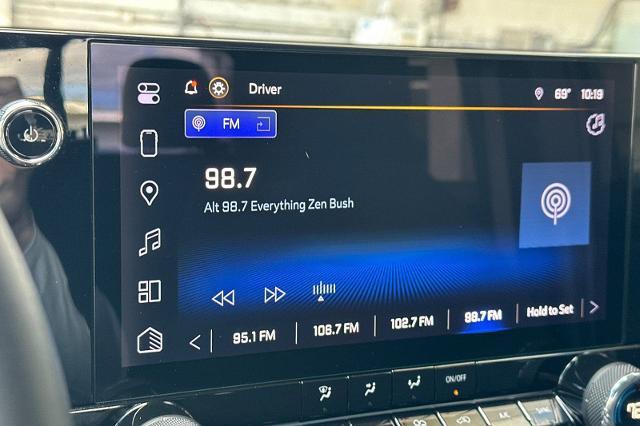 Driver
69° 10:19
FM
98.7
Alt 98.7 Everything Zen Bush
95.1 FM 106.7 FM 102.7 FM 98.7 FM Hold to Set
ON/OFF
A/C